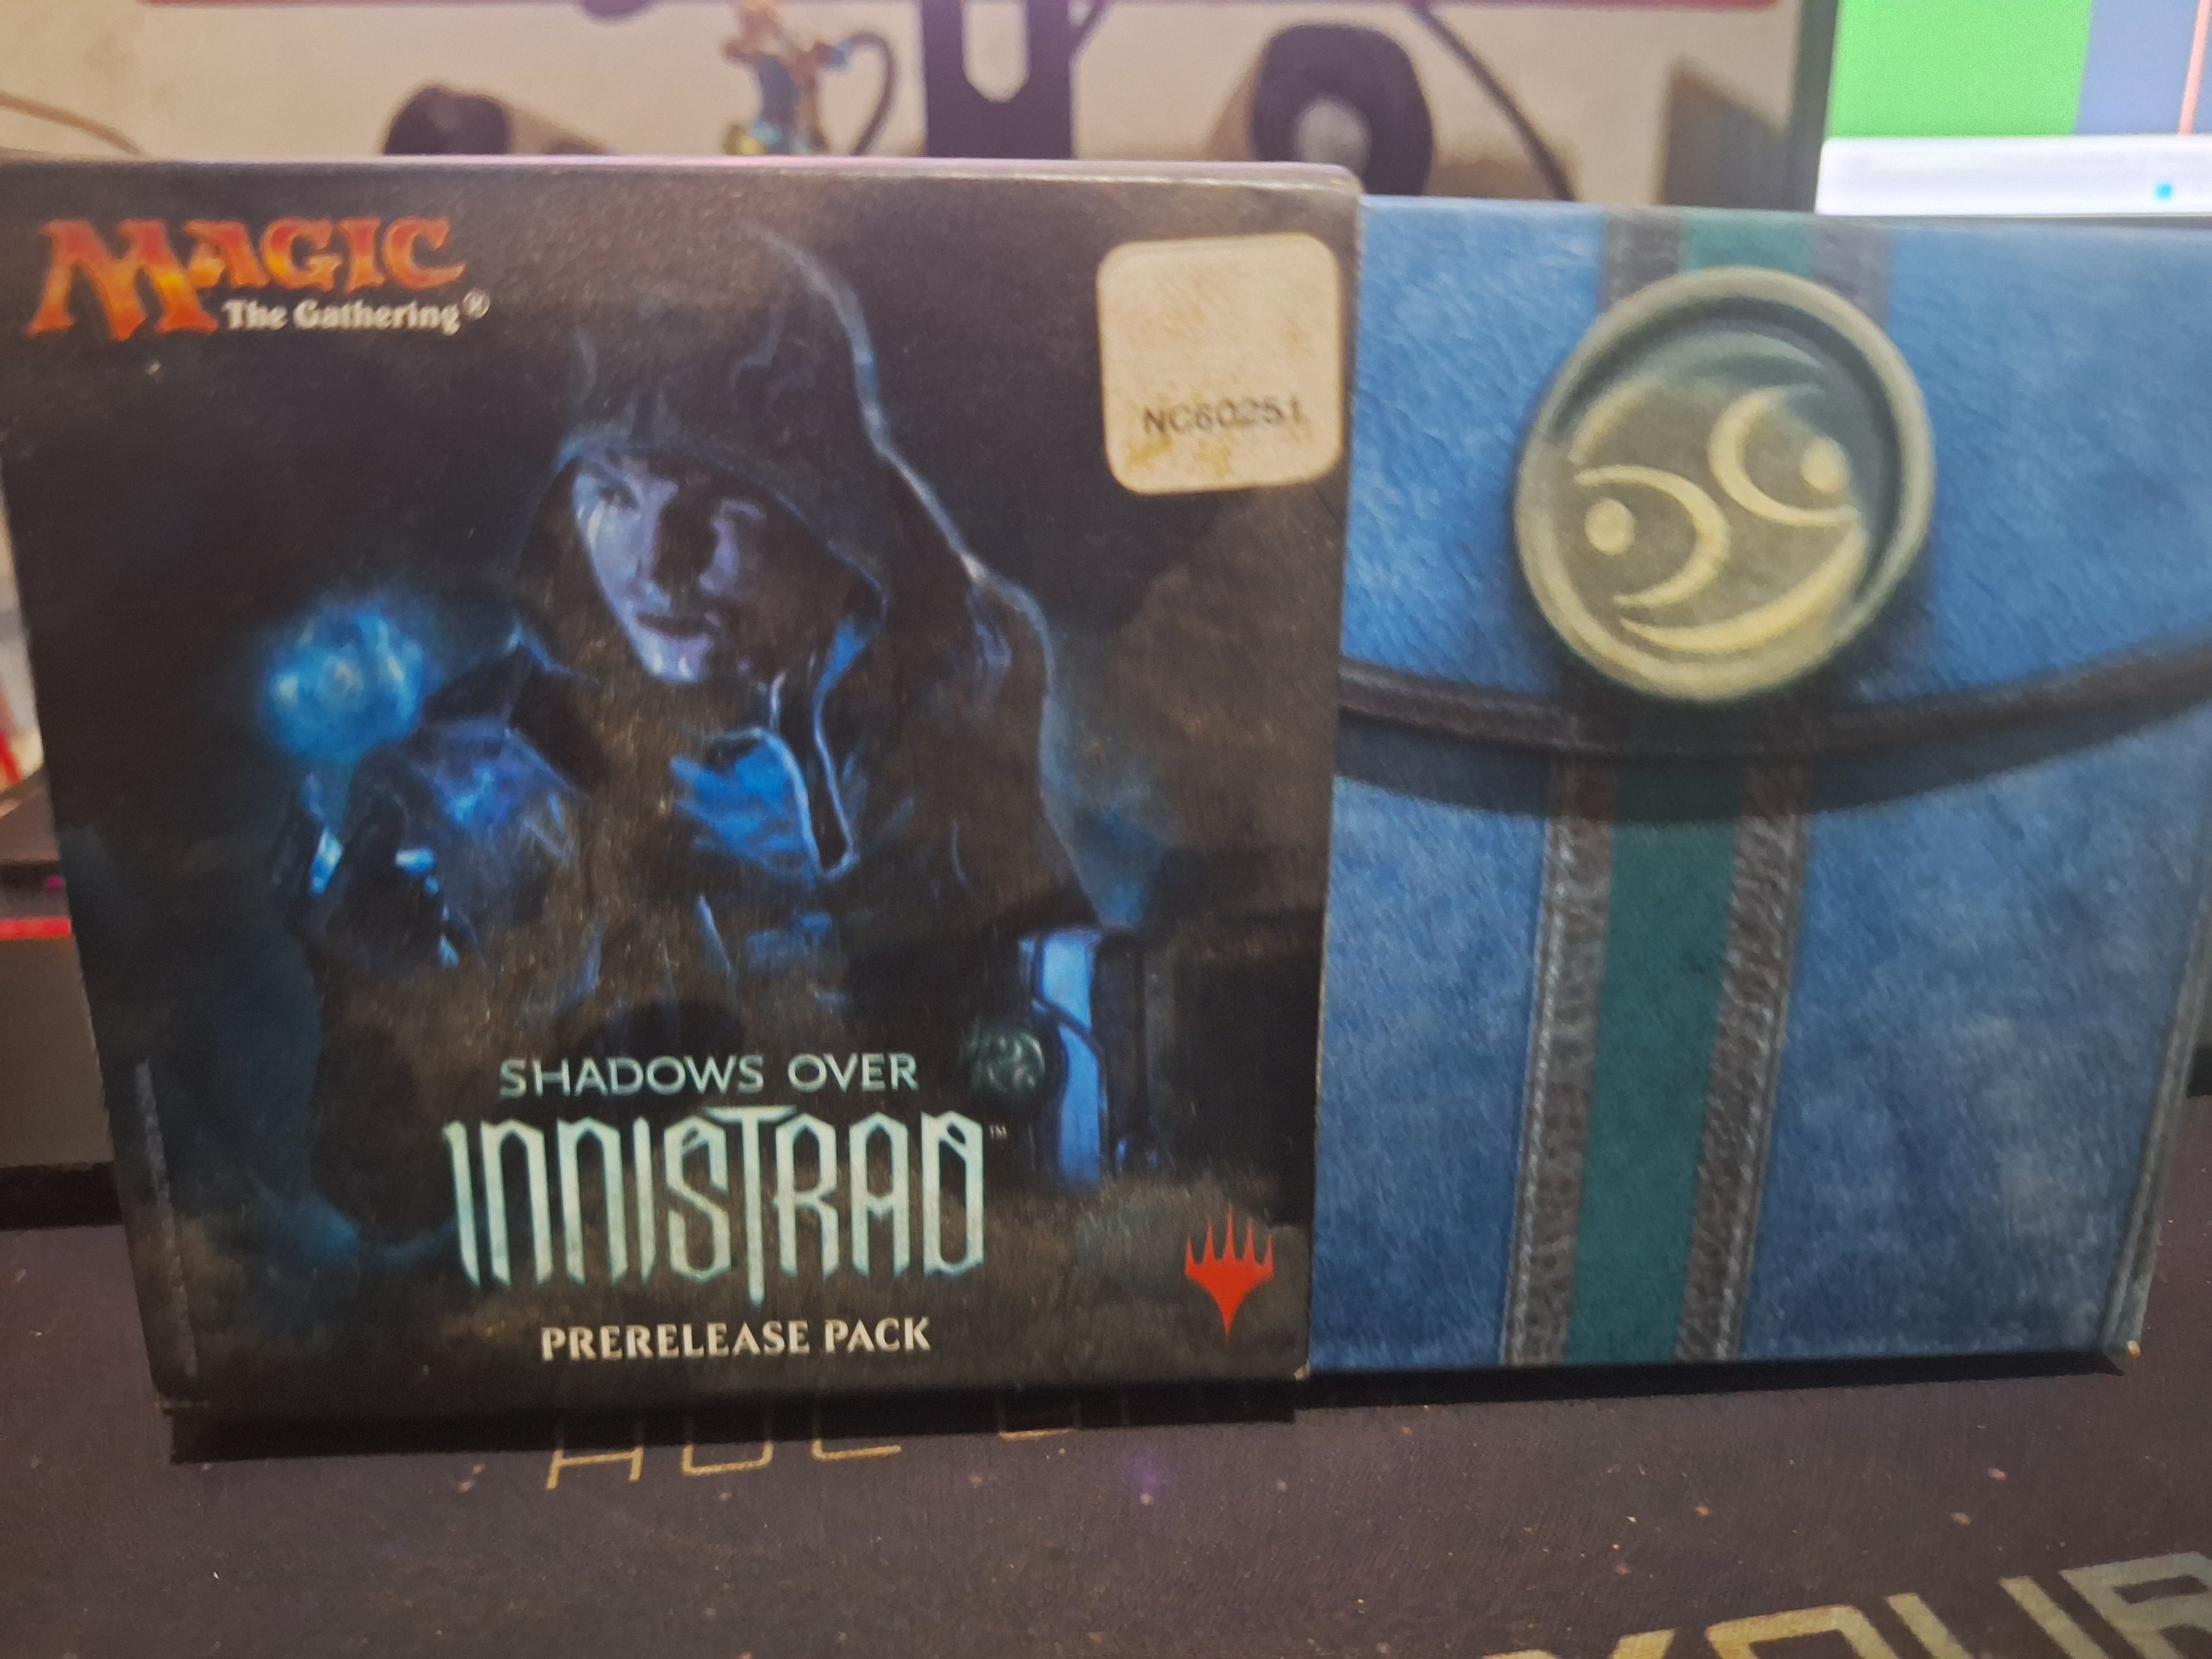 MAGIC
The Gathering®
NC60251
SHADOWS OVER
INNISTRAD™
PRERELEASE PACK